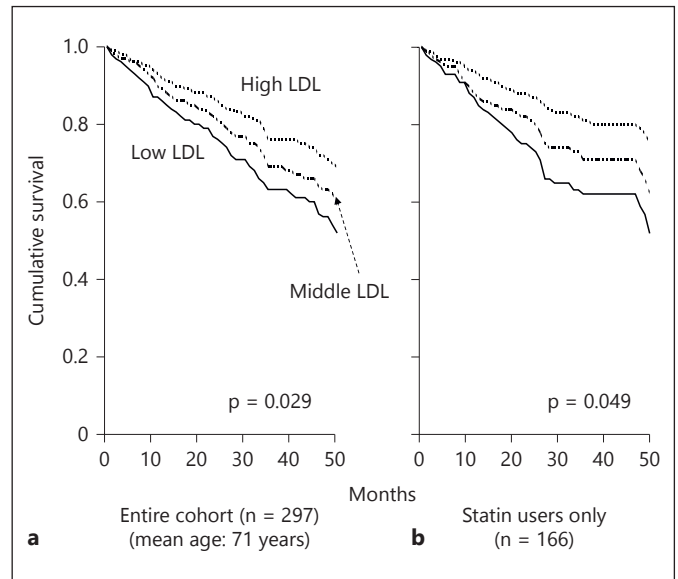 Cumulative survival
1.0
0.8
0.6
0.4
0.2
0
High LDL
Low LDL
Middle LDL
p = 0.029
p = 0.049
0 10 20 30 40 50
0 10 20 30 40 50
Months
a
Entire cohort (n = 297)
(mean age: 71 years)
b
Statin users only
(n = 166)